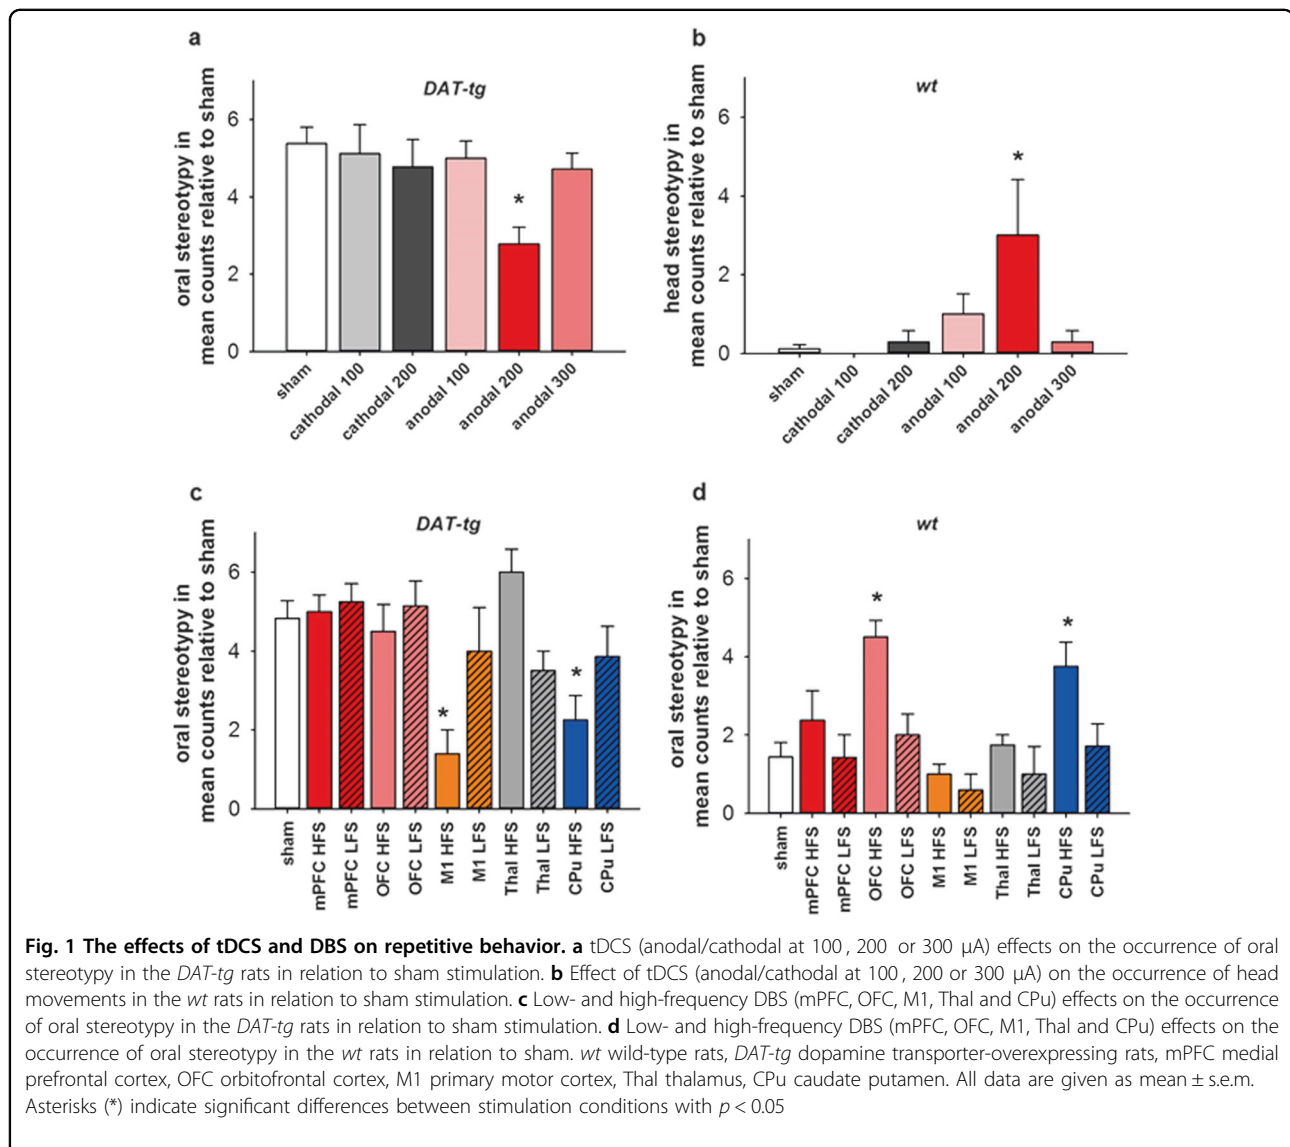 a
DAT-tg
oral stereotypy in
mean counts relative to sham
6
4
2
0
*
sham
cathodal 100
cathodal 200
anodal 100
anodal 200
anodal 300
b
wt
head stereotypy in
mean counts relative to sham
6
4
2
0
*
sham
cathodal 100
cathodal 200
anodal 100
anodal 200
anodal 300
c
DAT-tg
oral stereotypy in
mean counts relative to sham
6
4
2
0
*
*
sham
mPFC HFS
mPFC LFS
OFC HFS
OFC LFS
M1 HFS
M1 LFS
Thal HFS
Thal LFS
CPu HFS
CPu LFS
d
wt
oral stereotypy in
mean counts relative to sham
6
4
2
0
*
*
sham
mPFC HFS
mPFC LFS
OFC HFS
OFC LFS
M1 HFS
M1 LFS
Thal HFS
Thal LFS
CPu HFS
CPu LFS
Fig. 1 The effects of tDCS and DBS on repetitive behavior. a tDCS (anodal/cathodal at 100, 200 or 300 µA) effects on the occurrence of oral
stereotypy in the DAT-tg rats in relation to sham stimulation. b Effect of tDCS (anodal/cathodal at 100, 200 or 300 µA) on the occurrence of head
movements in the wt rats in relation to sham stimulation. c Low- and high-frequency DBS (mPFC, OFC, M1, Thal and CPu) effects on the occurrence
of oral stereotypy in the DAT-tg rats in relation to sham stimulation. d Low- and high-frequency DBS (mPFC, OFC, M1, Thal and CPu) effects on the
occurrence of oral stereotypy in the wt rats in relation to sham. wt wild-type rats, DAT-tg dopamine transporter-overexpressing rats, mPFC medial
prefrontal cortex, OFC orbitofrontal cortex, M1 primary motor cortex, Thal thalamus, CPu caudate putamen. All data are given as mean ± s.e.m.
Asterisks (*) indicate significant differences between stimulation conditions with p < 0.05